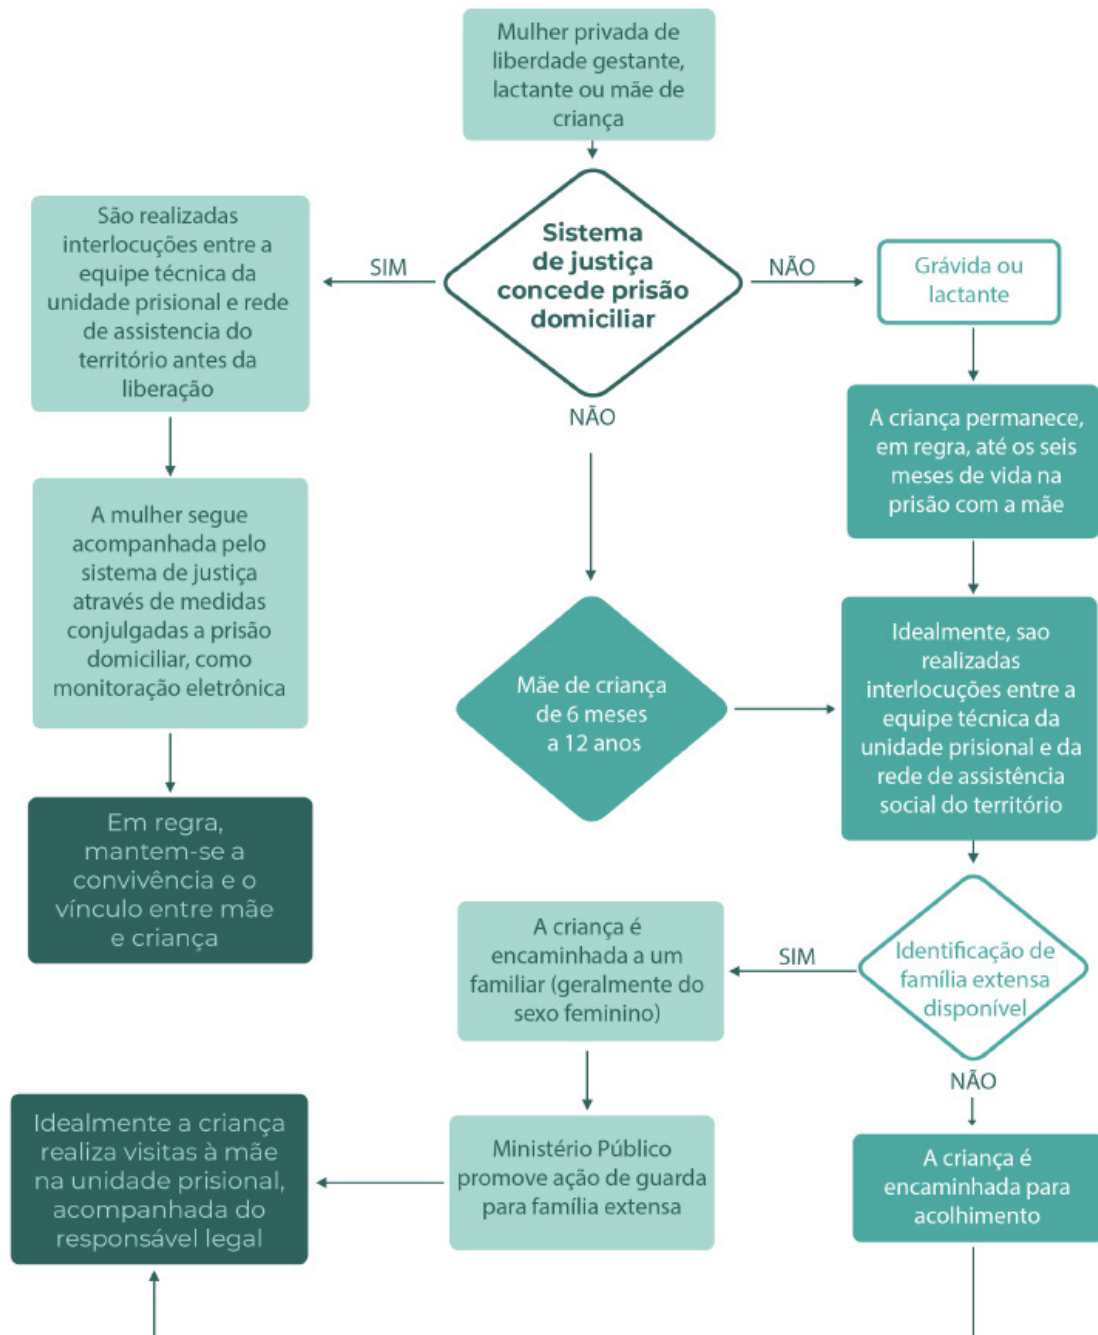 Mulher privada de
liberdade gestante,
lactante ou mãe de
criança
Sistema
de justiça
concede prisão
domiciliar
SIM
NÃO
NÃO
São realizadas
interlocuções entre a
equipe técnica da
unidade prisional e rede
de assistencia do
território antes da
liberação
A mulher segue
acompanhada pelo
sistema de justiça
através de medidas
conjulgadas a prisão
domiciliar, como
monitoração eletrônica
Em regra,
mantem-se a
convivência e o
vínculo entre mãe
e criança
Grávida ou
lactante
A criança permanece,
em regra, até os seis
meses de vida na
prisão com a mãe
Mãe de criança
de 6 meses
a 12 anos
Idealmente, sao
realizadas
interlocuções entre a
equipe técnica da
unidade prisional e da
rede de assistência
social do território
Identificação de
família extensa
disponível
SIM
NÃO
A criança é
encaminhada a um
familiar (geralmente do
sexo feminino)
Ministério Público
promove ação de guarda
para família extensa
A criança é
encaminhada para
acolhimento
Idealmente a criança
realiza visitas à mãe
na unidade prisional,
acompanhada do
responsável legal